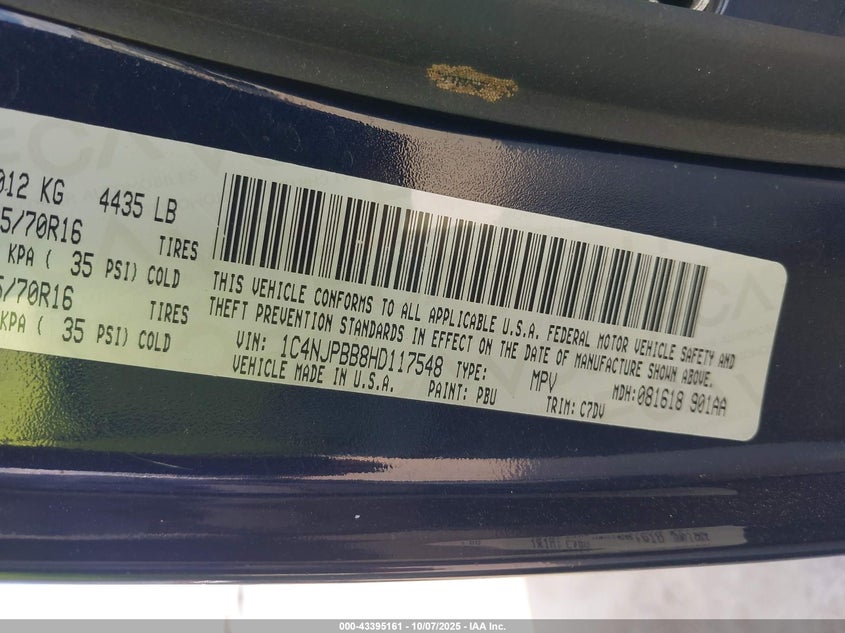 012 KG 4435 LB
5/70R16 TIRES
KPA ( 35 PSI) COLD
5/70R16 TIRES
KPA ( 35 PSI) COLD
THIS VEHICLE CONFORMS TO ALL APPLICABLE U.S.A. FEDERAL MOTOR VEHICLE SAFETY AND
THEFT PREVENTION STANDARDS IN EFFECT ON THE DATE OF MANUFACTURE SHOWN ABOVE.
VIN: 1C4NJPBB8HD117548 TYPE: MPV MDH: 081618 901AA
VEHICLE MADE IN U.S.A. PAINT: PBU TRIM: C7DV
000-43395161 - 10/07/2025 - IAA Inc.